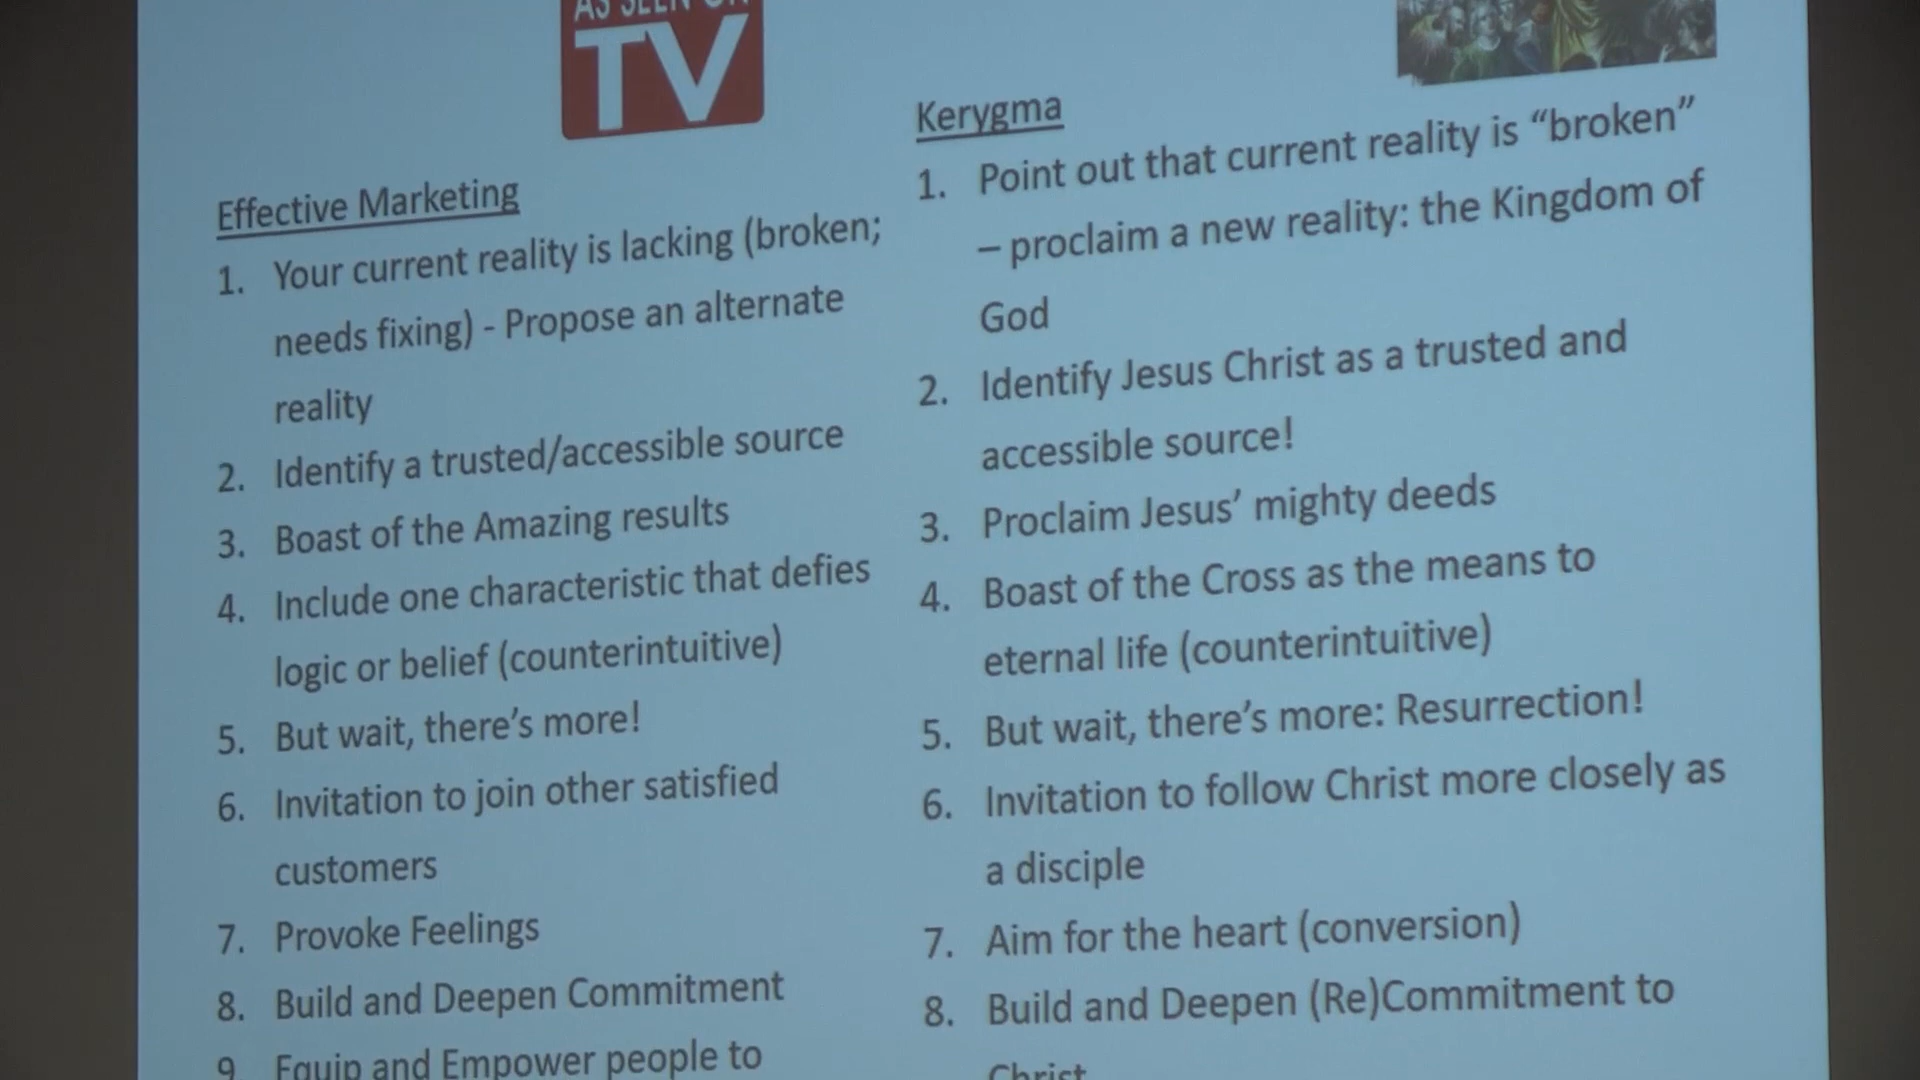 AS SEEN ON
TV
Effective Marketing
1. Your current reality is lacking (broken;
needs fixing) - Propose an alternate
reality
2. Identify a trusted/accessible source
3. Boast of the Amazing results
4. Include one characteristic that defies
logic or belief (counterintuitive)
5. But wait, there’s more!
6. Invitation to join other satisfied
customers
7. Provoke Feelings
8. Build and Deepen Commitment
9. Equip and Empower people to
Kerygma
1. Point out that current reality is “broken”
– proclaim a new reality: the Kingdom of
God
2. Identify Jesus Christ as a trusted and
accessible source!
3. Proclaim Jesus’ mighty deeds
4. Boast of the Cross as the means to
eternal life (counterintuitive)
5. But wait, there’s more: Resurrection!
6. Invitation to follow Christ more closely as
a disciple
7. Aim for the heart (conversion)
8. Build and Deepen (Re)Commitment to
Christ